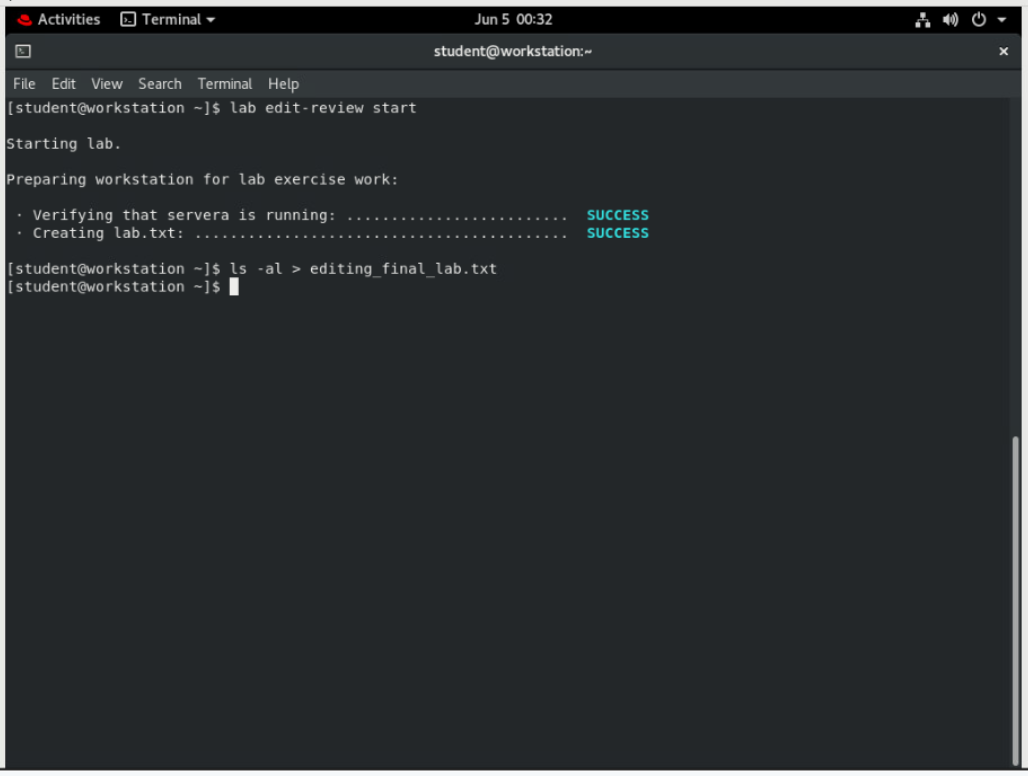 Activities Terminal Jun 5 00:32
student@workstation:~ ×
File Edit View Search Terminal Help
[student@workstation ~]$ lab edit-review start
Starting lab.
Preparing workstation for lab exercise work:
· Verifying that servera is running: ......................... SUCCESS
· Creating lab.txt: .......................................... SUCCESS
[student@workstation ~]$ ls -al > editing_final_lab.txt
[student@workstation ~]$